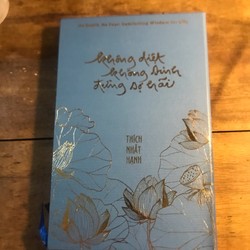 không diệt
không sinh
đừng sợ hãi
THÍCH
NHẤT
HẠNH